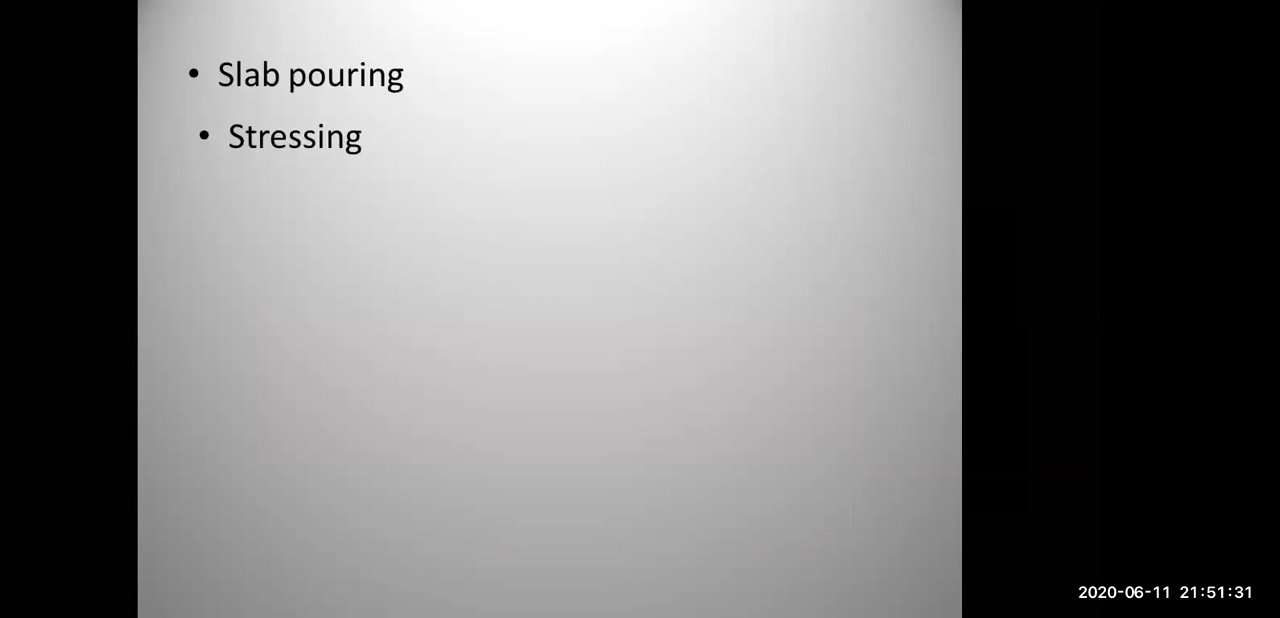 • Slab pouring
• Stressing
2020-06-11 21:51:31